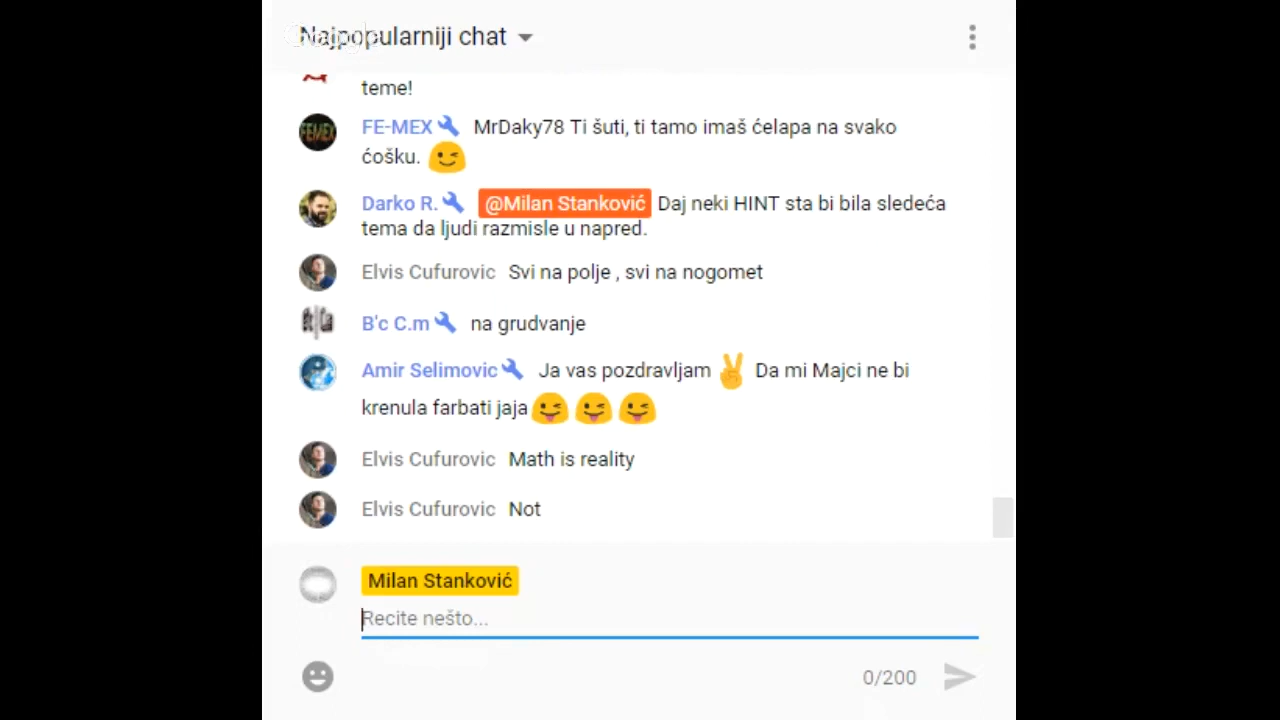 Najpopularniji chat
teme!
FE-MEX MrDaky78 Ti šuti, ti tamo imaš ćelapa na svako
ćošku.
Darko R. @Milan Stanković Daj neki HINT sta bi bila sledeća
tema da ljudi razmisle u napred.
Elvis Cufurovic Svi na polje , svi na nogomet
B'c C.m na grudvanje
Amir Selimovic Ja vas pozdravljam Da mi Majci ne bi
krenula farbati jaja
Elvis Cufurovic Math is reality
Elvis Cufurovic Not
Milan Stanković
Recite nešto...
0/200